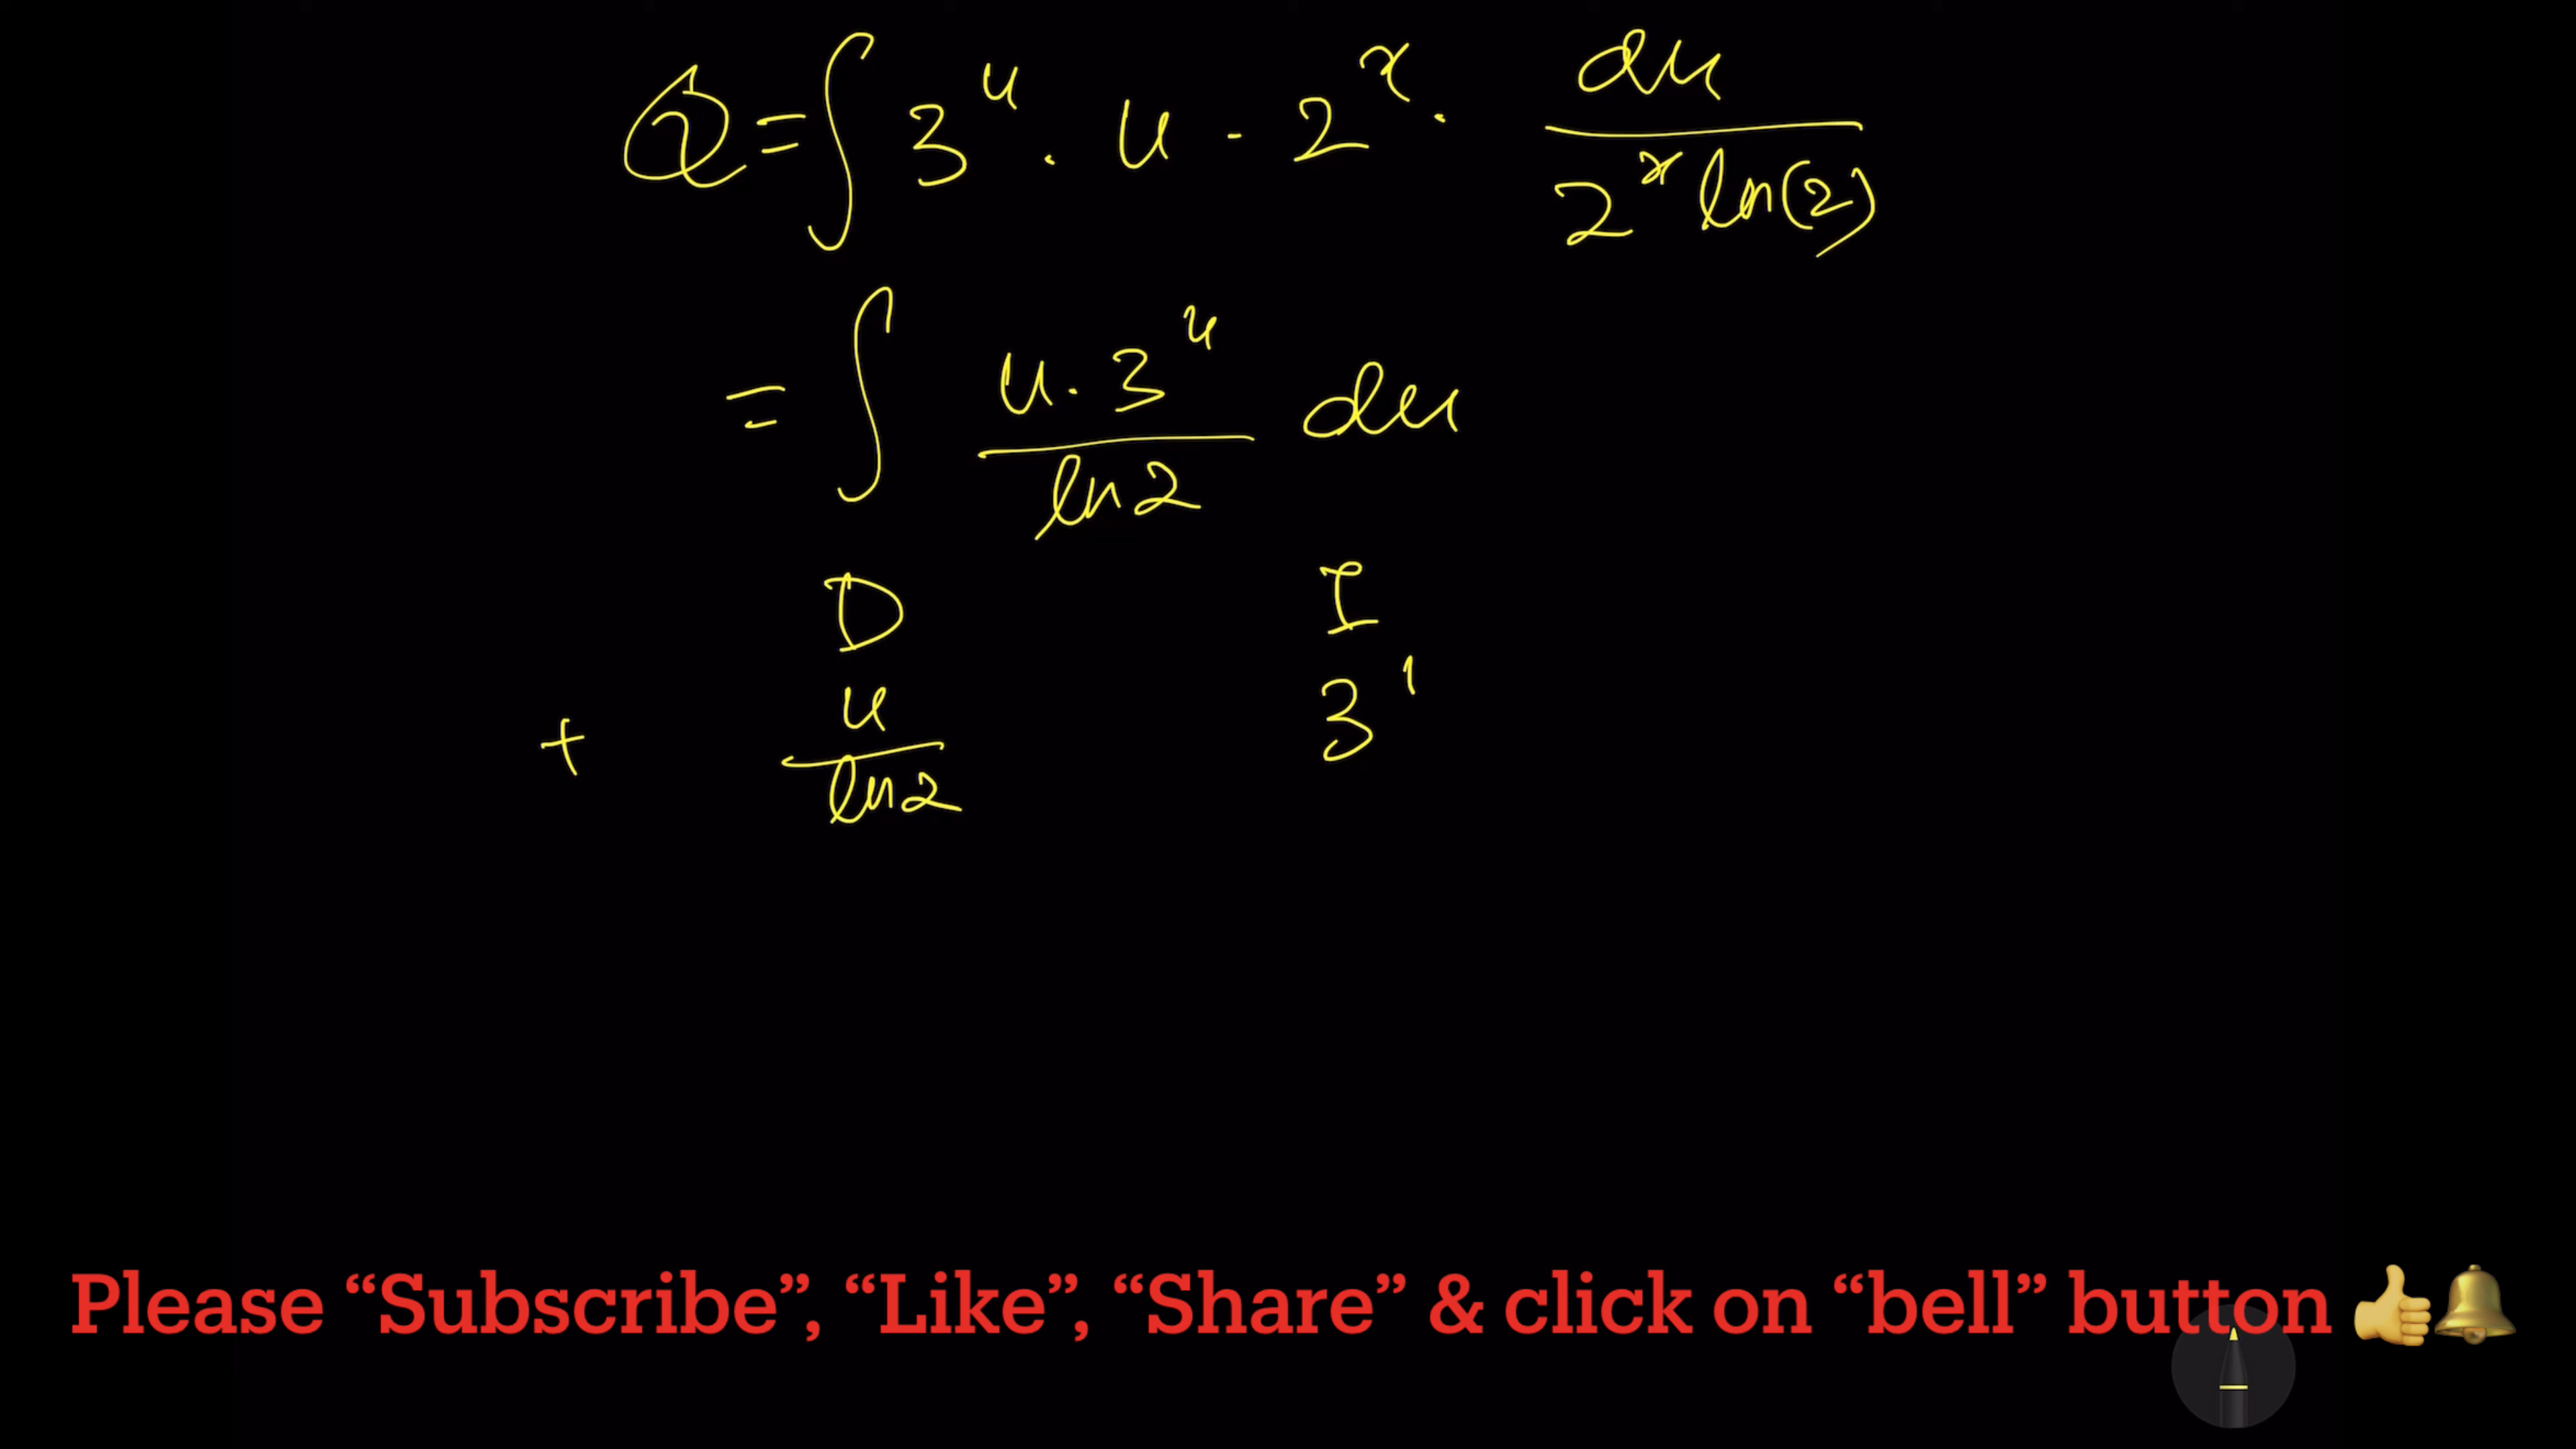 Q = ∫ 3^u · u · 2^x · du / (2^x ln(2))
= ∫ (u · 3^u / ln2) du
D I
+ u/ln2 3^1
Please “Subscribe”, “Like”, “Share” & click on “bell” button 👍🔔